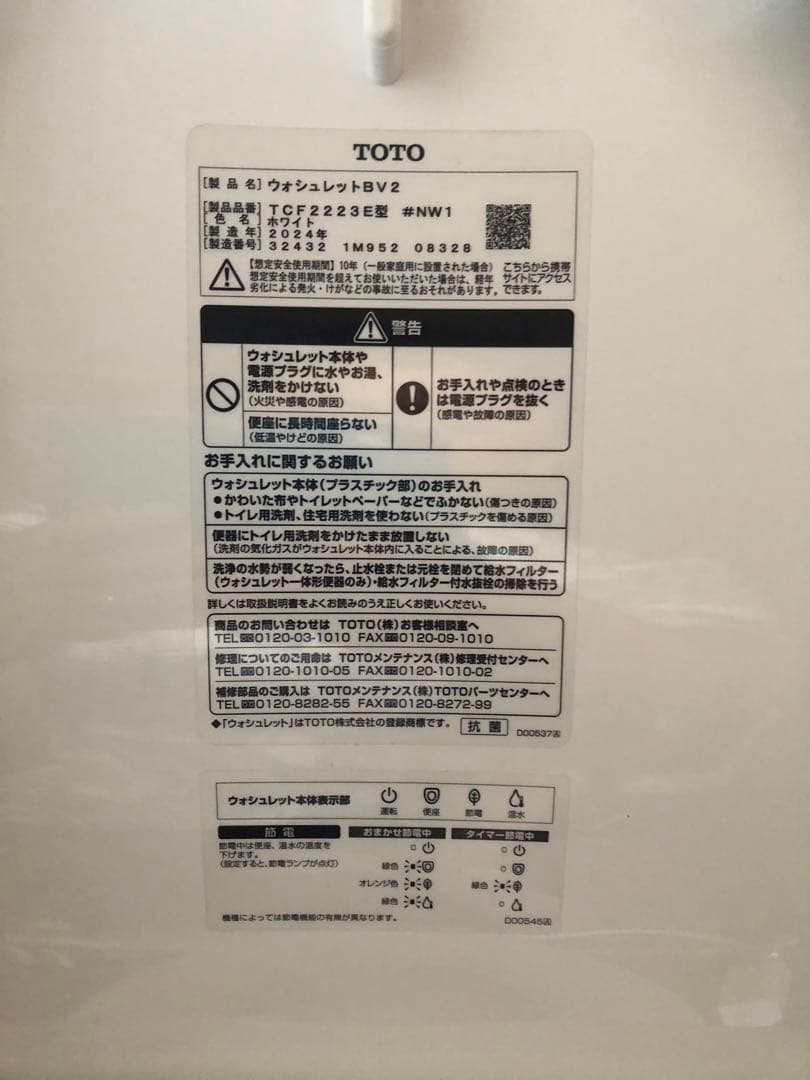 TOTO
[製品名] ウォシュレットBV2
[製品品番] TCF2223E型 #NW1
[色名] ホワイト
[製造年] 2024年
[製造番号] 32432 1M952 08328
【想定安全使用期間】10年(一般家庭用に設置された場合)
想定安全使用期間を超えてお使いいただいた場合は、経年
劣化による発火・けがなどの事故に至るおそれがあります。
こちらから携帯
サイトにアクセス
できます。
警告
ウォシュレット本体や
電源プラグに水やお湯、
洗剤をかけない
(火災や感電の原因)
便座に長時間座らない
(低温やけどの原因)
お手入れや点検のとき
は電源プラグを抜く
(感電や故障の原因)
お手入れに関するお願い
ウォシュレット本体(プラスチック部)のお手入れ
●かわいた布やトイレットペーパーなどでふかない(傷つきの原因)
●トイレ用洗剤、住宅用洗剤を使わない(プラスチックを傷める原因)
便器にトイレ用洗剤をかけたまま放置しない
(洗剤の気化ガスがウォシュレット本体内に入ることによる、故障の原因)
洗浄の水勢が弱くなったら、止水栓または元栓を閉めて給水フィルター
(ウォシュレット一体形便器のみ)・給水フィルター付水抜栓の掃除を行う
詳しくは取扱説明書をよくお読みのうえ正しくお使いください。
商品のお問い合わせは TOTO(株)お客様相談室へ
TEL 0120-03-1010 FAX 0120-09-1010
修理についてのご用命は TOTOメンテナンス(株)修理受付センターへ
TEL 0120-1010-05 FAX 0120-1010-02
補修部品のご購入は TOTOメンテナンス(株)TOTOパーツセンターへ
TEL 0120-8282-55 FAX 0120-8272-99
◆「ウォシュレット」はTOTO株式会社の登録商標です。 抗菌
D00537
ウォシュレット本体表示部
運転 便座 節電 温水
節電 おまかせ節電中 タイマー節電中
節電中は便座、温水の温度を
下げます。
(設定すると、節電ランプが点灯)
緑色
オレンジ色 緑色
緑色
機種によっては節電機能の有無が異なります。
D00545